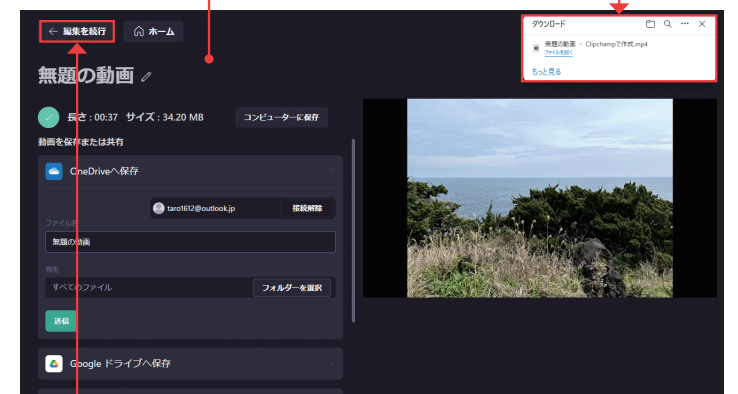 ← 編集を続行 ホーム
ダウンロード
無題の動画 - Clipchampで作成.mp4
ファイルを開く
もっと見る
無題の動画
長さ : 00:37 サイズ : 34.20 MB コンピューターに保存
動画を保存または共有
OneDriveへ保存
taro1612@outlook.jp 接続解除
ファイル名
無題の動画
宛先
すべてのファイル フォルダーを選択
送信
Google ドライブへ保存